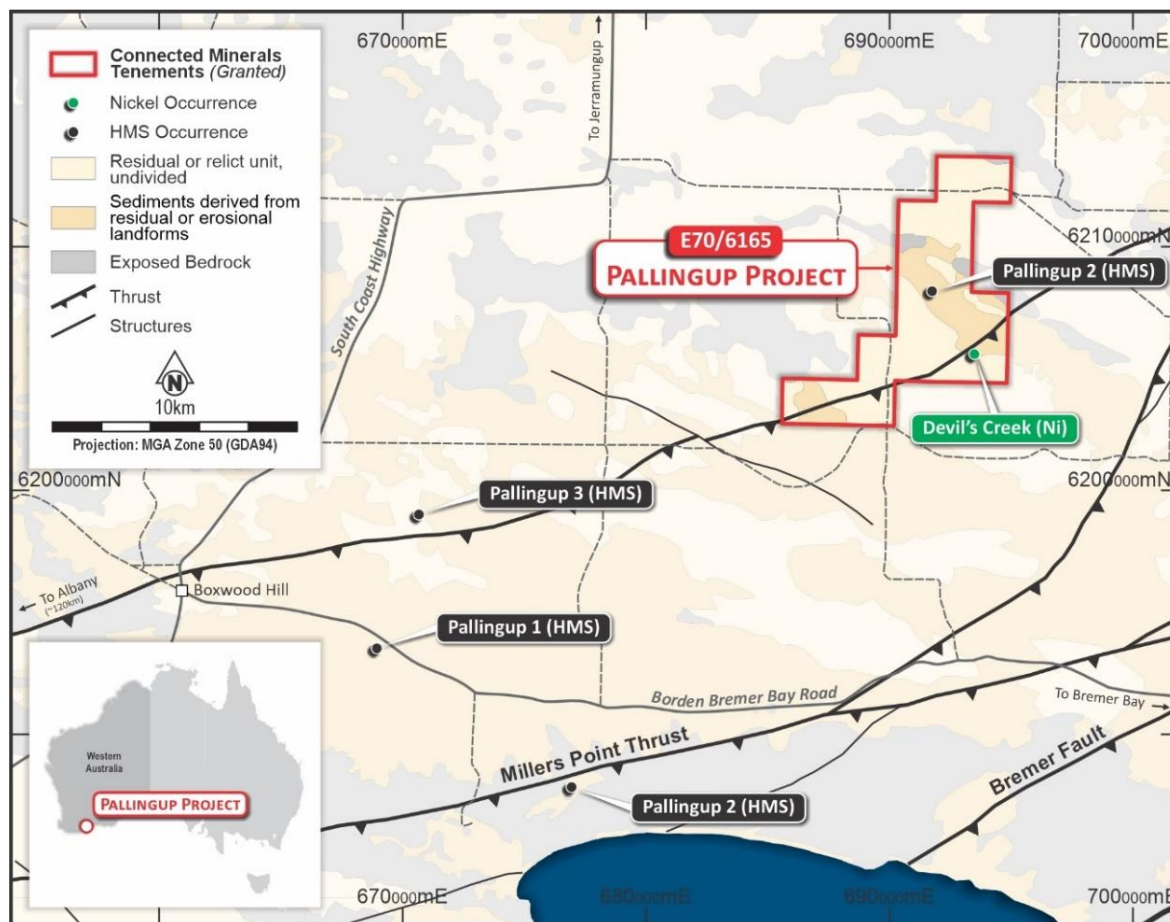 670000mE
690000mE
700000mE
To Jerramungup
Connected Minerals
Tenements (Granted)
Nickel Occurrence
HMS Occurrence
Residual or relict unit,
undivided
Sediments derived from
residual or erosional
landforms
Exposed Bedrock
Thrust
Structures
N
10km
Projection: MGA Zone 50 (GDA94)
South Coast Highway
E70/6165
PALLINGUP PROJECT
6210000mN
Pallingup 2 (HMS)
Devil's Creek (Ni)
6200000mN
6200000mN
Pallingup 3 (HMS)
To Albany
(~120km)
Boxwood Hill
Pallingup 1 (HMS)
Borden Bremer Bay Road
To Bremer Bay
Millers Point Thrust
Bremer Fault
Pallingup 2 (HMS)
Western
Australia
PALLINGUP PROJECT
670000mE
680000mE
690000mE
700000mE